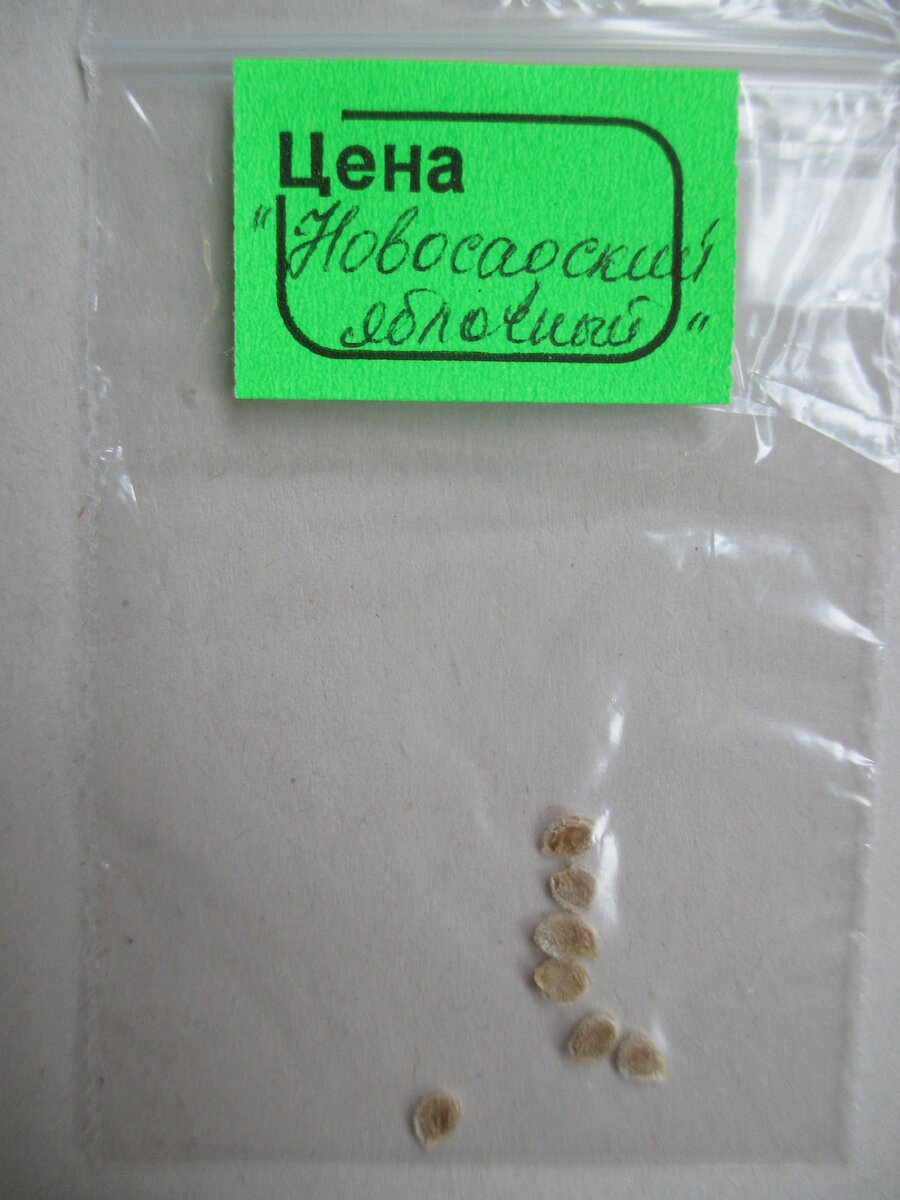 Цена
"Новосадский
яблочный"